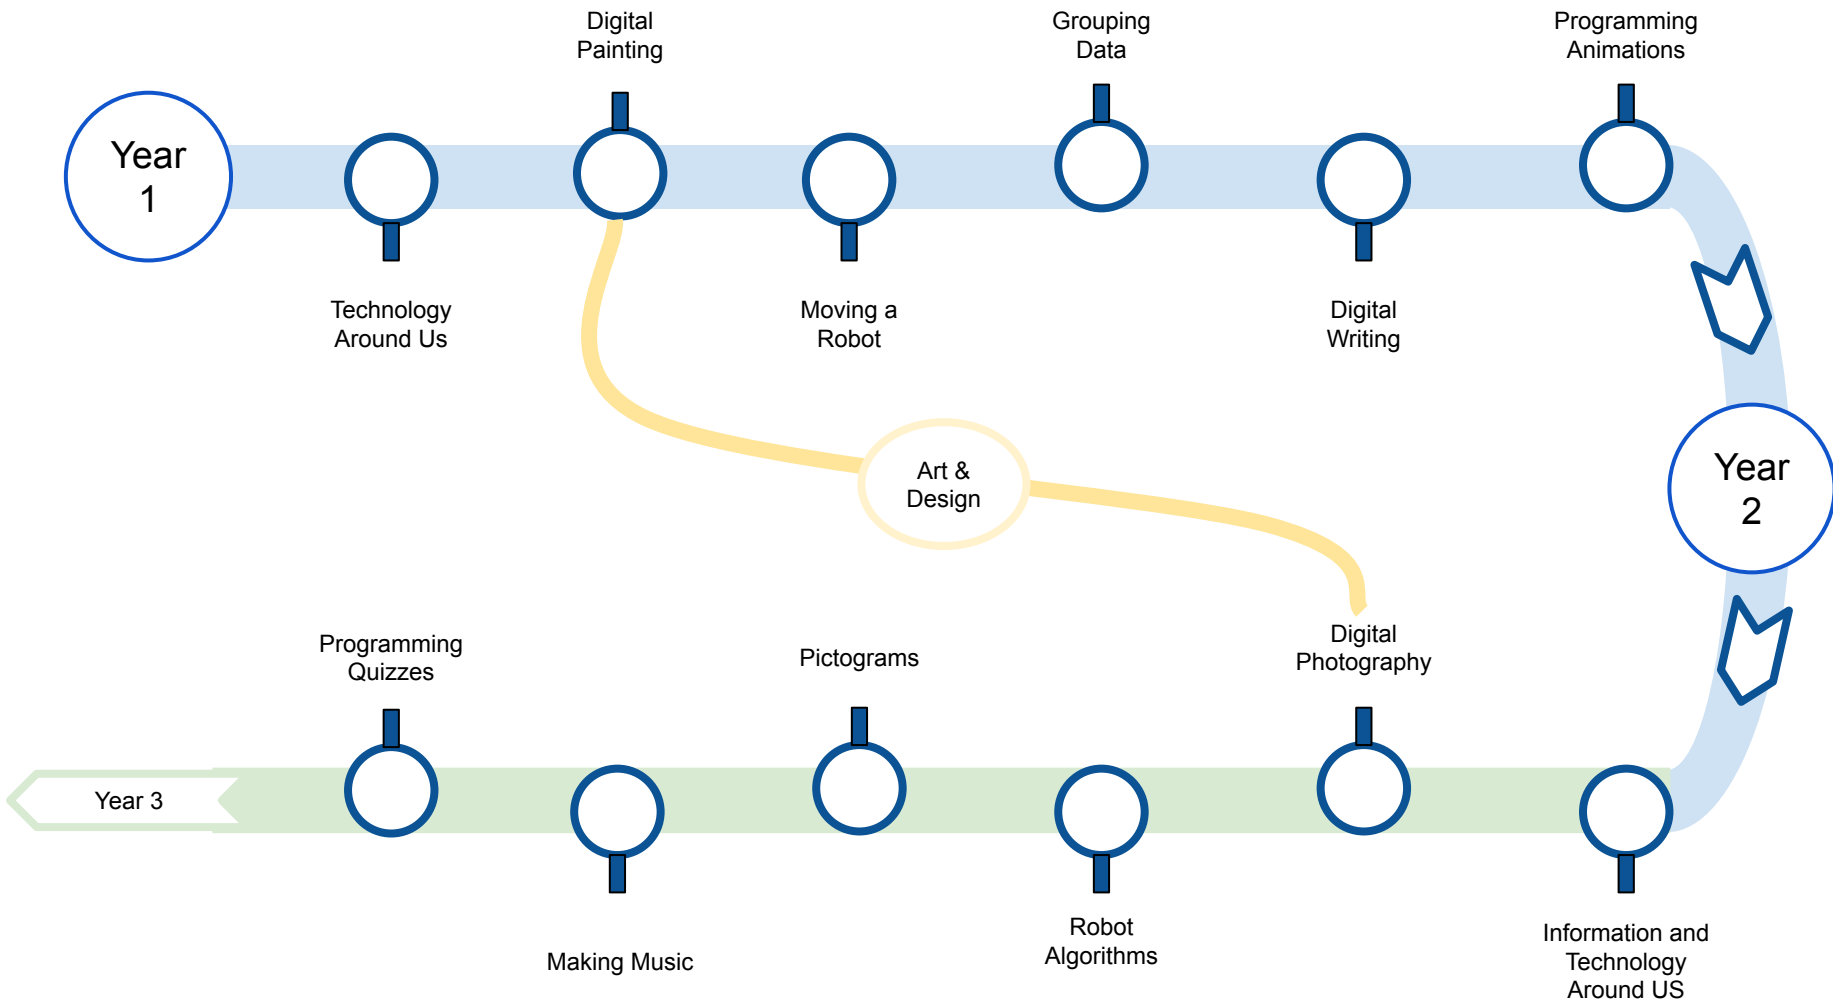 Digital
Painting
Grouping
Data
Programming
Animations
Year
1
Technology
Around Us
Moving a
Robot
Digital
Writing
Art &
Design
Year
2
Programming
Quizzes
Pictograms
Digital
Photography
Year 3
Making Music
Robot
Algorithms
Information and
Technology
Around US